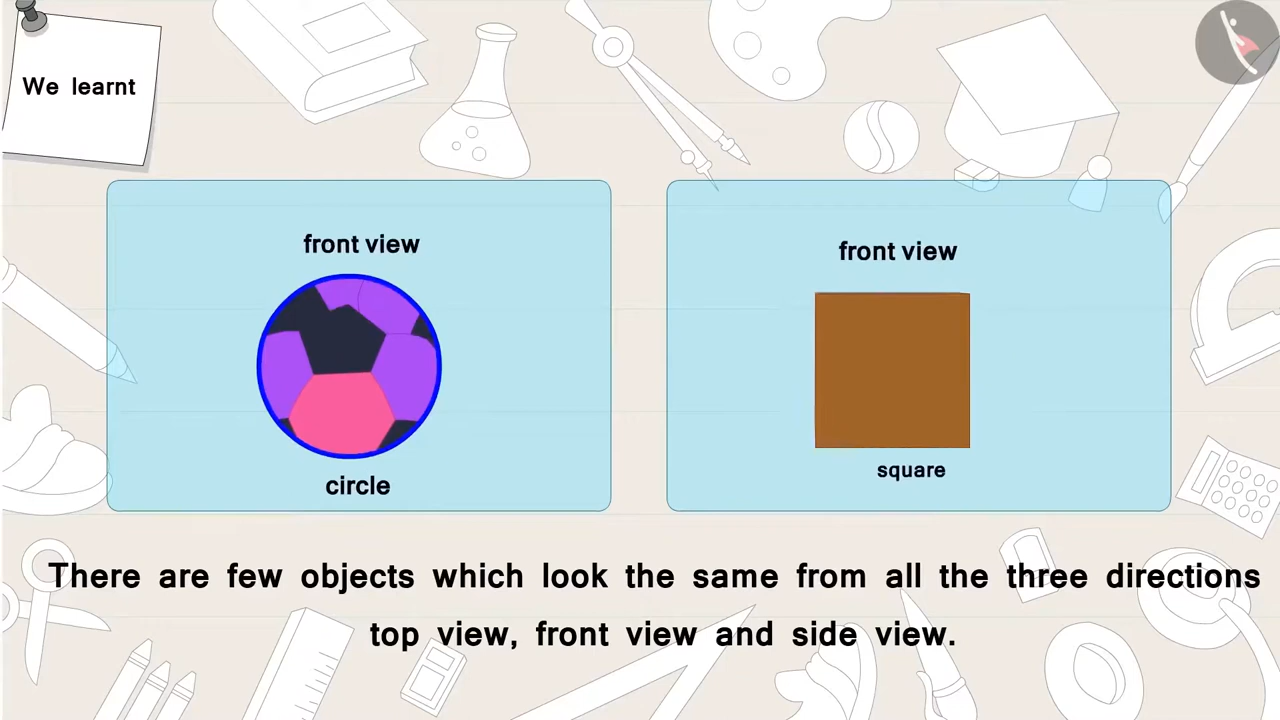 We learnt
front view
front view
circle
square
There are few objects which look the same from all the three directions
top view, front view and side view.